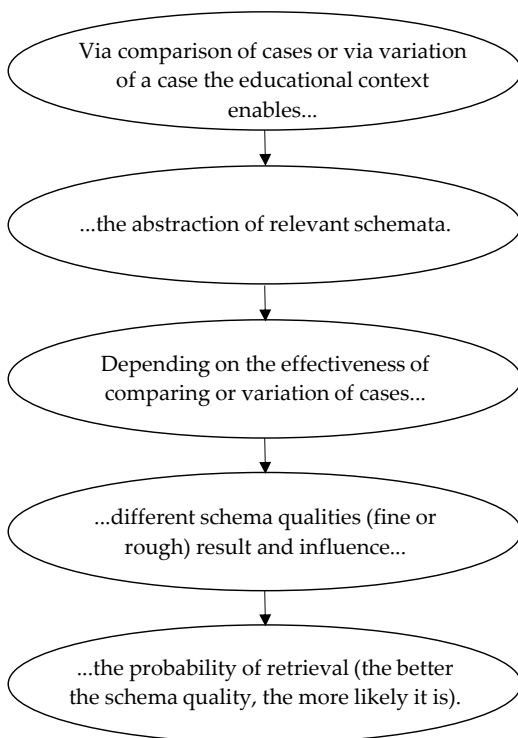 Via comparison of cases or via variation
of a case the educational context
enables...
...the abstraction of relevant schemata.
Depending on the effectiveness of
comparing or variation of cases...
...different schema qualities (fine or
rough) result and influence...
...the probability of retrieval (the better
the schema quality, the more likely it is).